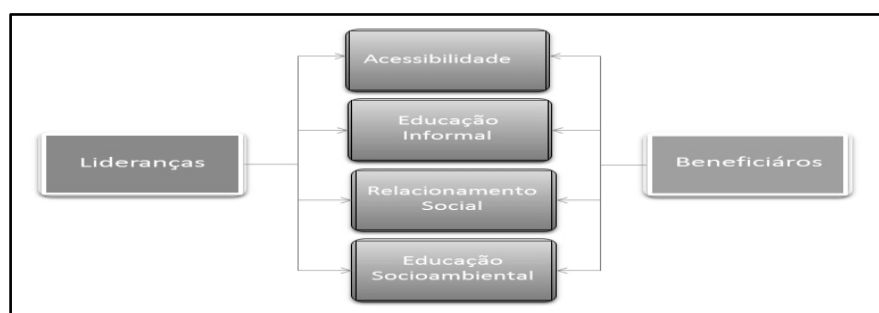 Lideranças
Acessibilidade
Educação
Informal
Relacionamento
Social
Educação
Socioambiental
Beneficiáros